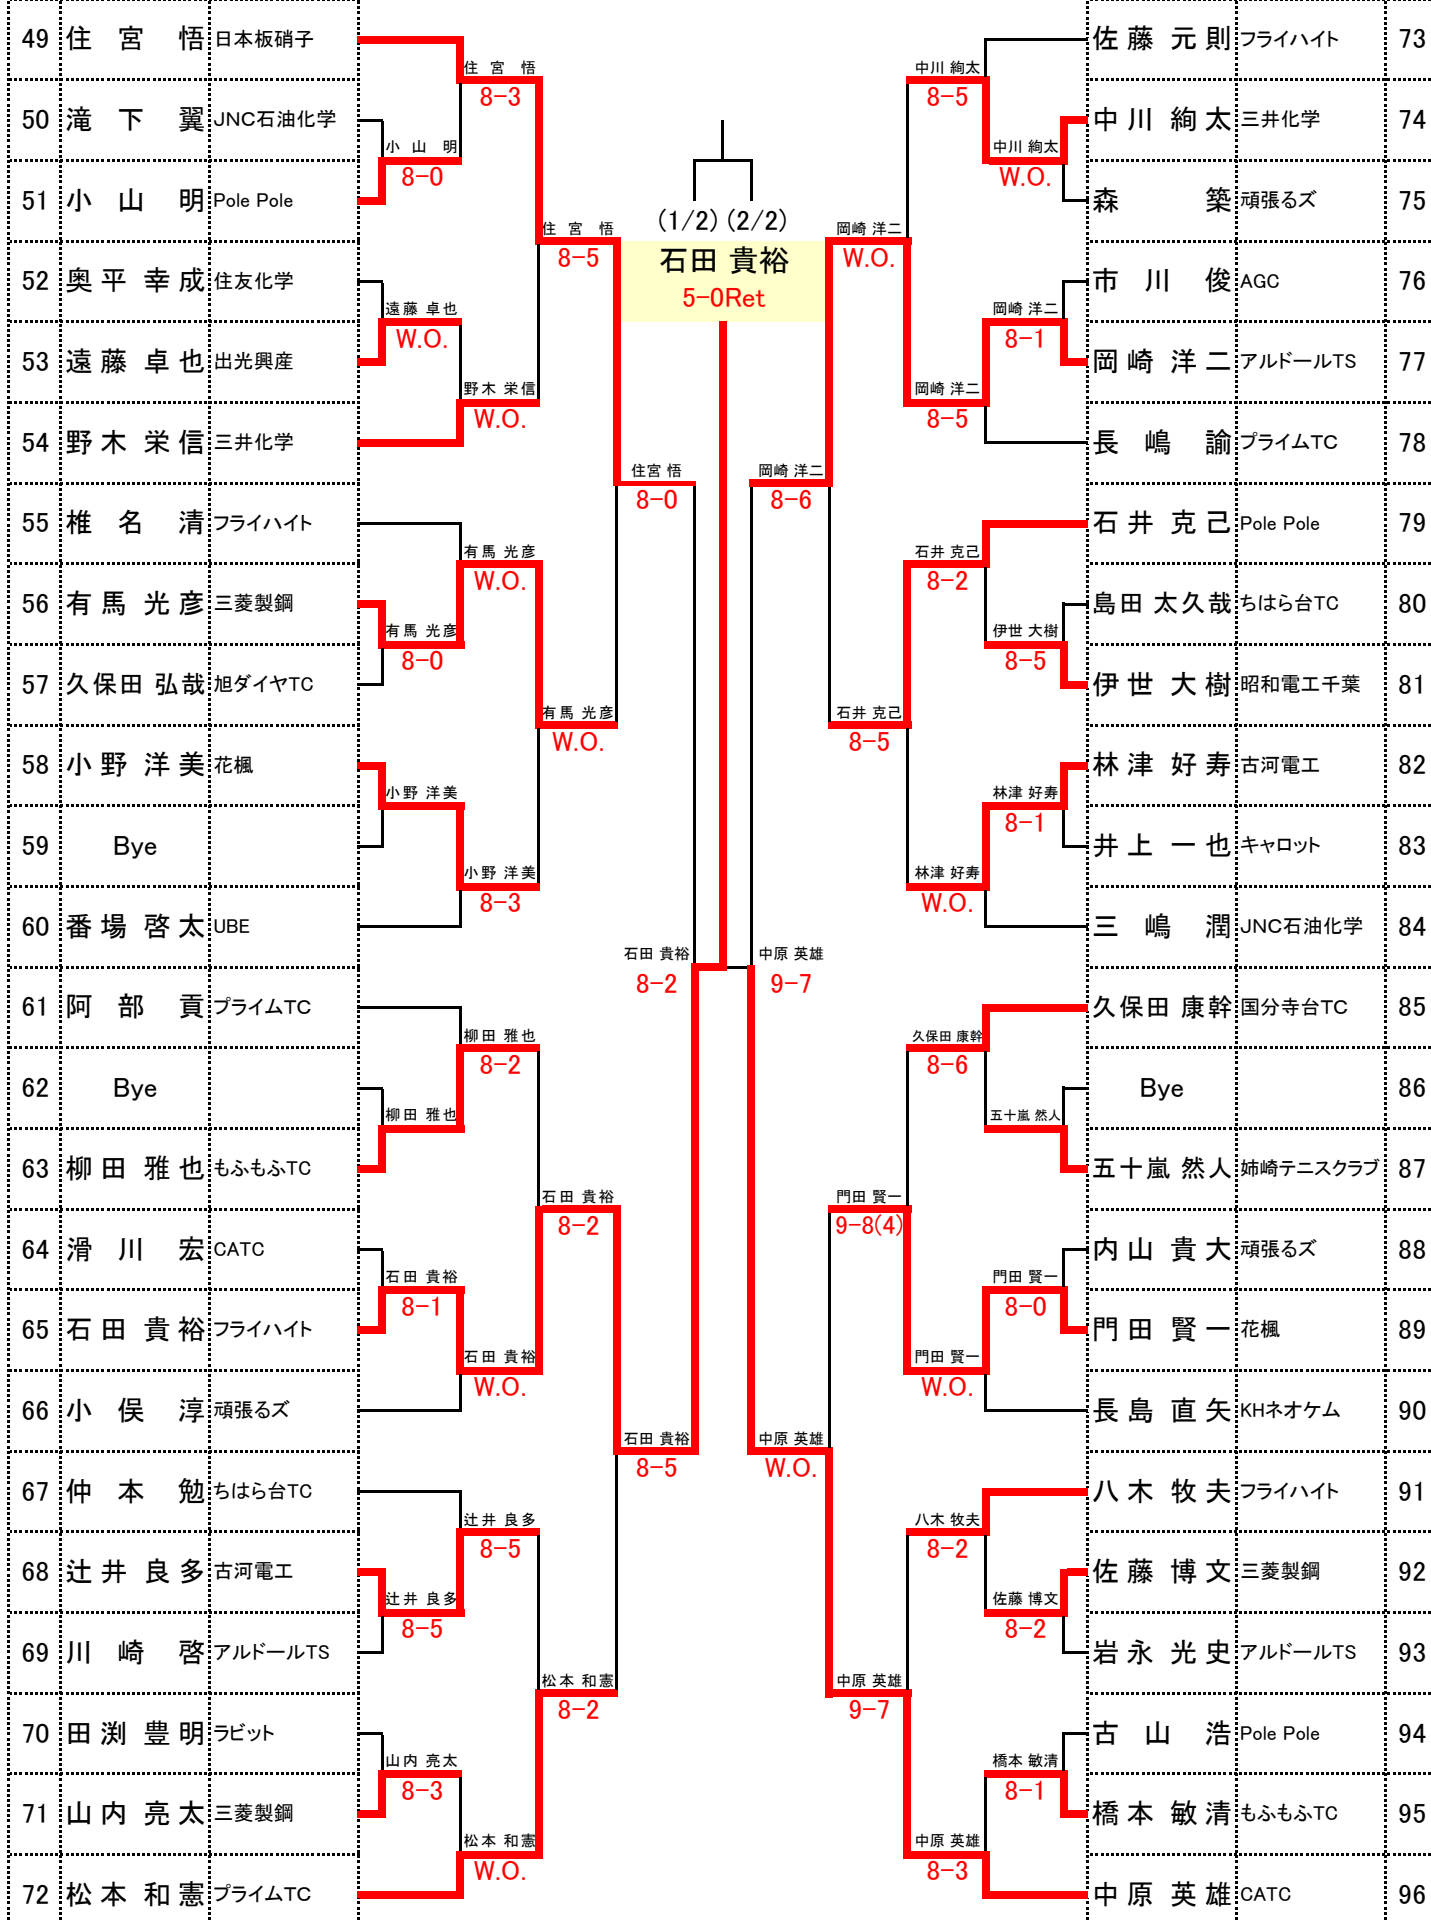 49 住宮 悟 日本板硝子
50 滝下 翼 JNC石油化学
51 小山 明 Pole Pole
52 奥平 幸成 住友化学
53 遠藤 卓也 出光興産
54 野木 栄信 三井化学
55 椎名 清 フライハイト
56 有馬 光彦 三菱製鋼
57 久保田 弘哉 旭ダイヤTC
58 小野 洋美 花楓
59 Bye
60 番場 啓太 UBE
61 阿部 貢 プライムTC
62 Bye
63 柳田 雅也 もふもふTC
64 滑川 宏 CATC
65 石田 貴裕 フライハイト
66 小俣 淳 頑張るズ
67 仲本 勉 ちはら台TC
68 辻井 良多 古河電工
69 川崎 啓 アルドールTS
70 田渕 豊明 ラビット
71 山内 亮太 三菱製鋼
72 松本 和憲 プライムTC
小山 明
8-0
遠藤 卓也
W.O.
有馬 光彦
8-0
小野 洋美
柳田 雅也
石田 貴裕
8-1
辻井 良多
8-5
山内 亮太
8-3
住宮 悟
8-3
野木 栄信
W.O.
有馬 光彦
W.O.
小野 洋美
8-3
柳田 雅也
8-2
石田 貴裕
W.O.
辻井 良多
8-5
松本 和憲
W.O.
住宮 悟
8-5
有馬 光彦
W.O.
石田 貴裕
8-2
松本 和憲
8-2
住宮 悟
8-0
石田 貴裕
8-5
石田 貴裕
8-2
(1/2) (2/2)
石田 貴裕
5-0Ret
中原 英雄
9-7
岡崎 洋二
8-6
中原 英雄
W.O.
岡崎 洋二
W.O.
石井 克己
8-5
門田 賢一
9-8(4)
中原 英雄
9-7
中川 絢太
8-5
岡崎 洋二
8-5
石井 克己
8-2
林津 好寿
W.O.
久保田 康幹
8-6
門田 賢一
W.O.
八木 牧夫
8-2
中原 英雄
8-3
中川 絢太
W.O.
岡崎 洋二
8-1
伊世 大樹
8-5
林津 好寿
8-1
五十嵐 然人
門田 賢一
8-0
佐藤 博文
8-2
橋本 敏清
8-1
佐藤 元則 フライハイト 73
中川 絢太 三井化学 74
森 築 頑張るズ 75
市川 俊 AGC 76
岡崎 洋二 アルドールTS 77
長嶋 諭 プライムTC 78
石井 克己 Pole Pole 79
島田 太久哉 ちはら台TC 80
伊世 大樹 昭和電工千葉 81
林津 好寿 古河電工 82
井上 一也 キャロット 83
三嶋 潤 JNC石油化学 84
久保田 康幹 国分寺台TC 85
Bye 86
五十嵐 然人 姉崎テニスクラブ 87
内山 貴大 頑張るズ 88
門田 賢一 花楓 89
長島 直矢 KHネオケム 90
八木 牧夫 フライハイト 91
佐藤 博文 三菱製鋼 92
岩永 光史 アルドールTS 93
古山 浩 Pole Pole 94
橋本 敏清 もふもふTC 95
中原 英雄 CATC 96